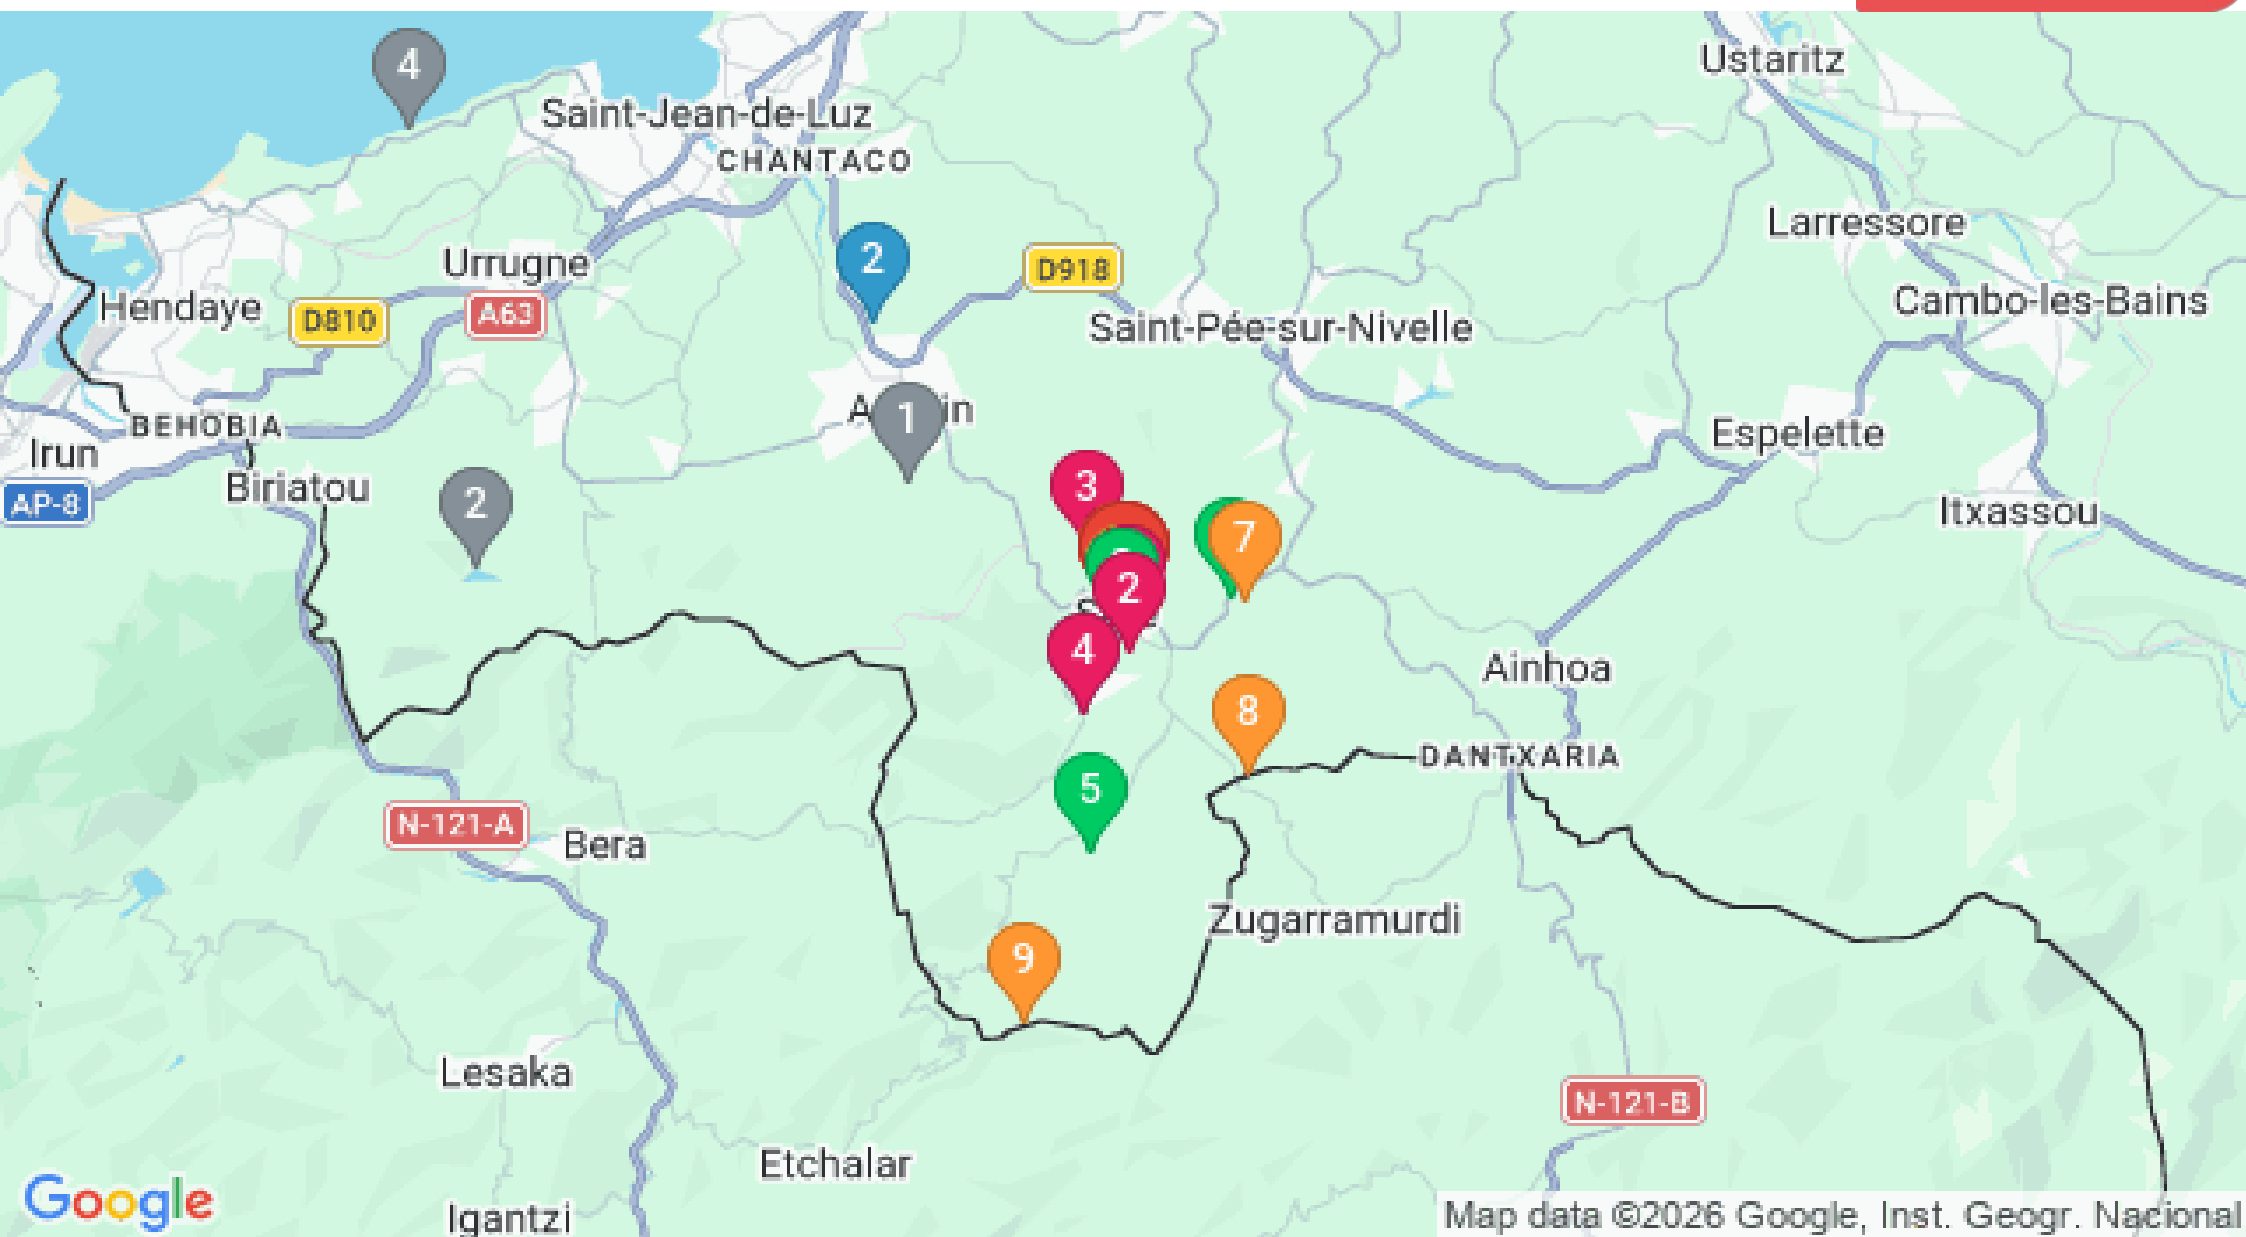 4
Ustaritz
Saint-Jean-de-Luz
CHANTACO
Larressore
2
Urrugne
D918
Hendaye
D810
A63
Saint-Pée-sur-Nivelle
Cambo-les-Bains
1
BEHOBIA
Irun
Espelette
Biriatou
AP-8
2
3
Itxassou
7
2
4
Ainhoa
8
DANTXARIA
5
N-121-A
Bera
Zugarramurdi
9
Lesaka
N-121-B
Etchalar
Google
Igantzi
Map data ©2026 Google, Inst. Geogr. Nacional